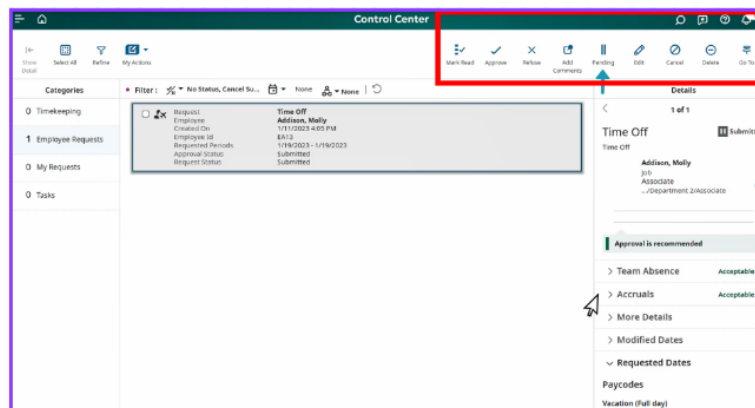 Control Center
Show Detail
Select All
Refine
My Actions
Mark Read
Approve
Refuse
Add Comments
Pending
Edit
Cancel
Delete
Go To
Categories
0 Timekeeping
1 Employee Requests
0 My Requests
0 Tasks
Filter : No Status, Cancel Su... None None
Request Time Off
Employee Addison, Molly
Created On 1/11/2023 4:05 PM
Employee Id EA12
Requested Periods 1/19/2023 - 1/19/2023
Approval Status Submitted
Request Status Submitted
Details
1 of 1
Time Off Submitt
Time Off
Addison, Molly
Job
Associate
.../Department 2/Associate
Approval is recommended
Team Absence Acceptable
Accruals Acceptable
More Details
Modified Dates
Requested Dates
Paycodes
Vacation (Full day)